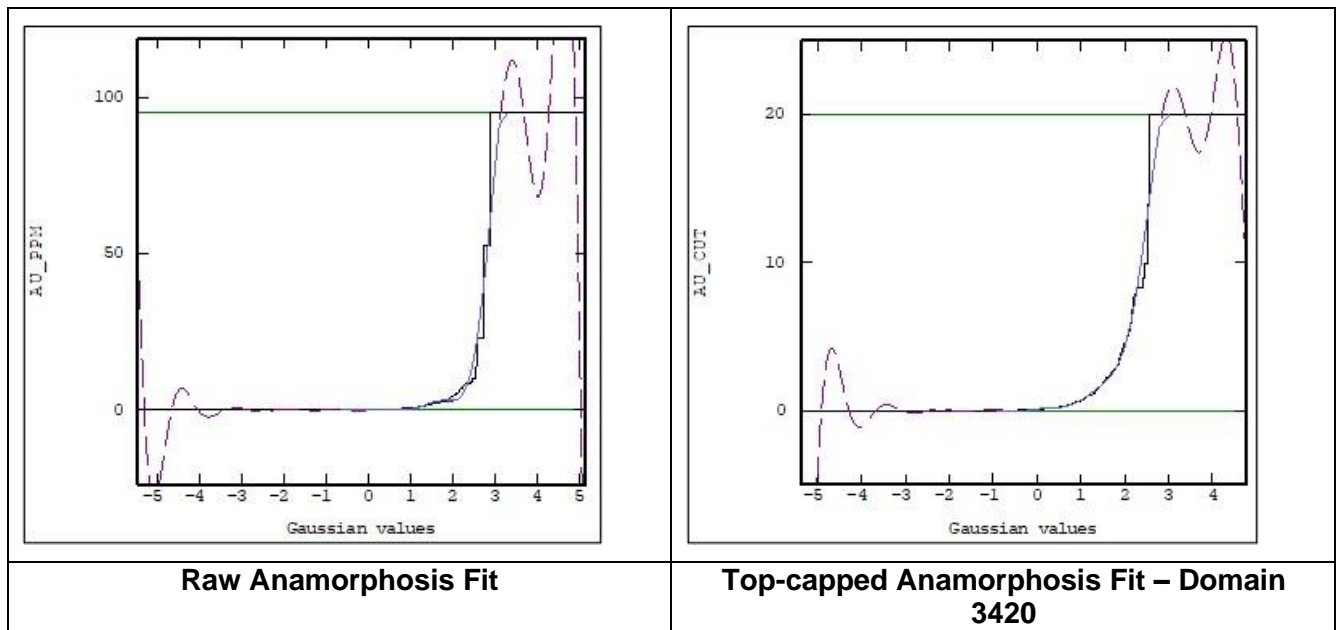 100
50
0
AU_PPM
-5 -4 -3 -2 -1 0 1 2 3 4 5
Gaussian values
20
10
0
AU_CUT
-5 -4 -3 -2 -1 0 1 2 3 4
Gaussian values
Raw Anamorphosis Fit
Top-capped Anamorphosis Fit – Domain
3420